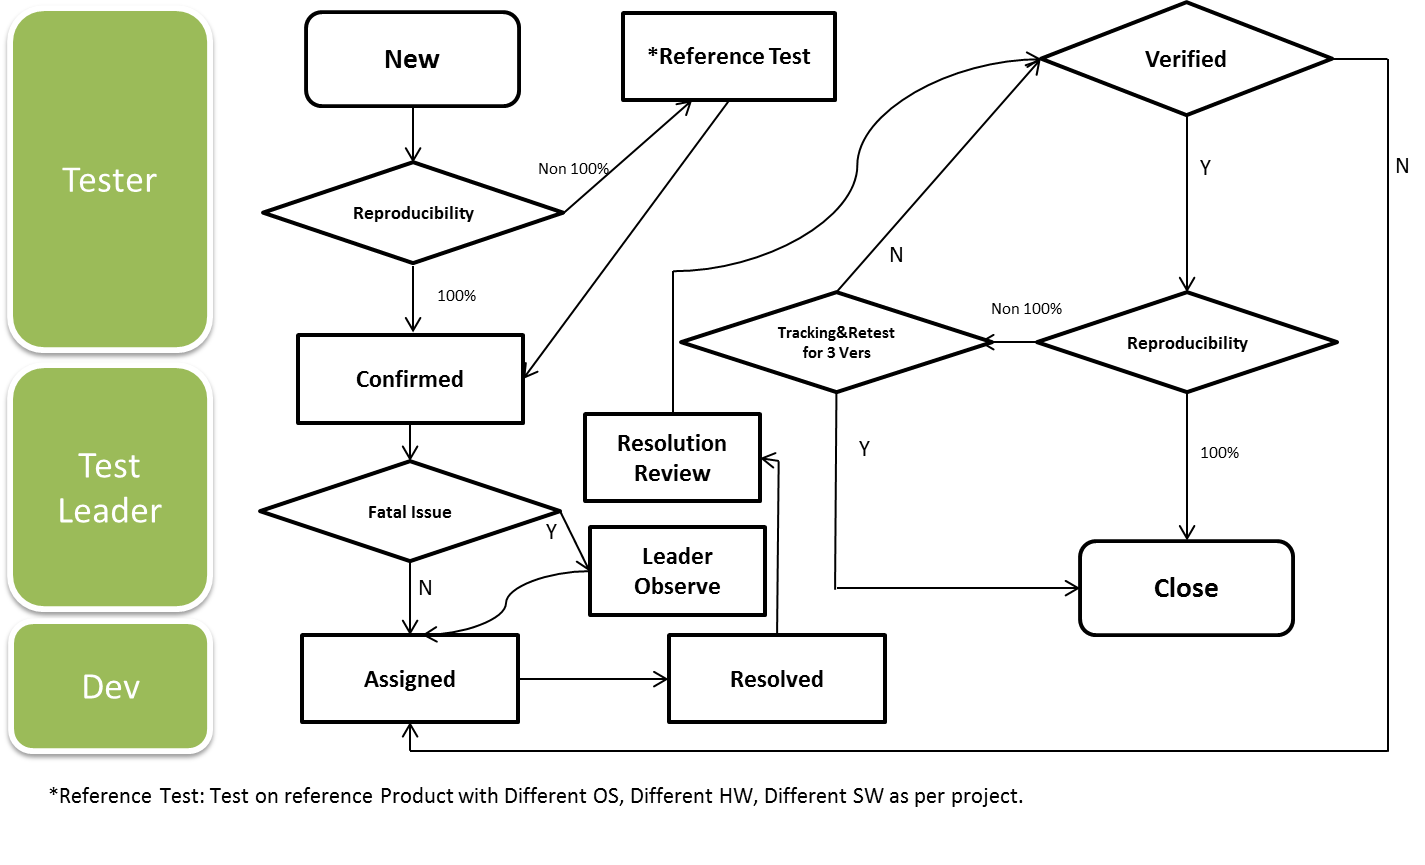 Tester
Test
Leader
Dev
New
*Reference Test
Verified
Non 100%
Y
N
Reproducibility
100%
N
Tracking&Retest
for 3 Vers
Non 100%
Reproducibility
Confirmed
Resolution
Review
Y
100%
Fatal Issue
Y
Leader
Observe
N
Close
Assigned
Resolved
*Reference Test: Test on reference Product with Different OS, Different HW, Different SW as per project.